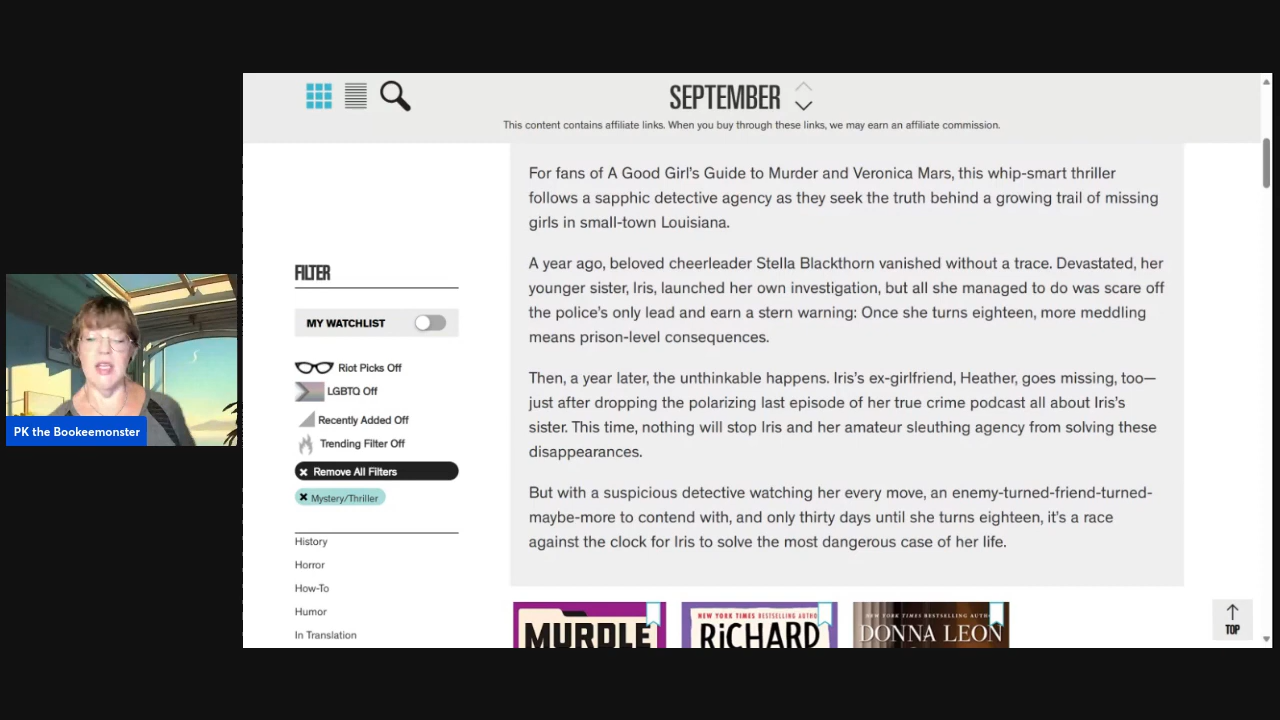 SEPTEMBER
This content contains affiliate links. When you buy through these links, we may earn an affiliate commission.
For fans of A Good Girl’s Guide to Murder and Veronica Mars, this whip-smart thriller
follows a sapphic detective agency as they seek the truth behind a growing trail of missing
girls in small-town Louisiana.
A year ago, beloved cheerleader Stella Blackthorn vanished without a trace. Devastated, her
younger sister, Iris, launched her own investigation, but all she managed to do was scare off
the police’s only lead and earn a stern warning: Once she turns eighteen, more meddling
means prison-level consequences.
Then, a year later, the unthinkable happens. Iris’s ex-girlfriend, Heather, goes missing, too—
just after dropping the polarizing last episode of her true crime podcast all about Iris’s
sister. This time, nothing will stop Iris and her amateur sleuthing agency from solving these
disappearances.
But with a suspicious detective watching her every move, an enemy-turned-friend-turned-
maybe-more to contend with, and only thirty days until she turns eighteen, it’s a race
against the clock for Iris to solve the most dangerous case of her life.
FILTER
MY WATCHLIST
Riot Picks Off
LGBTQ Off
Recently Added Off
Trending Filter Off
× Remove All Filters
× Mystery/Thriller
History
Horror
How-To
Humor
In Translation
PK the Bookeemonster
MURDLE
NEW YORK TIMES BESTSELLING
RICHARD
NEW YORK TIMES BESTSELLING
DONNA LEON
TOP